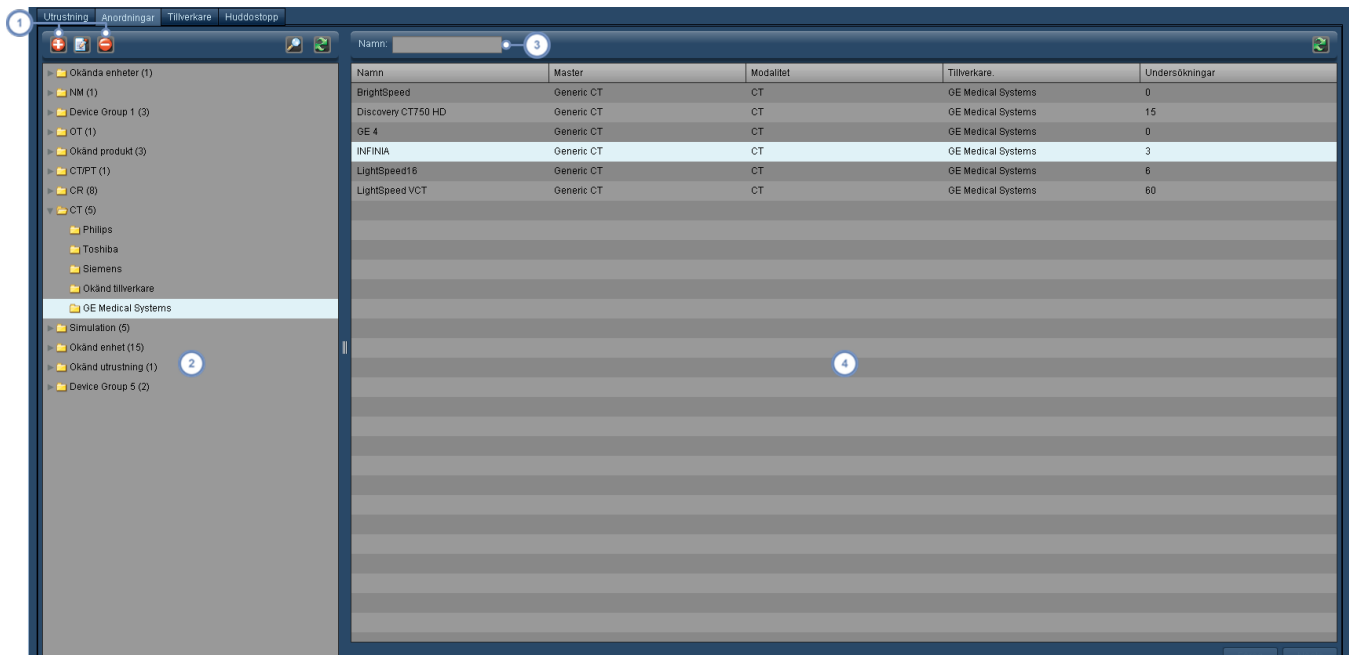 Utrustning Anordningar Tillverkare Huddostopp
1
Namn: 3
Okända enheter (1)
NM (1)
Device Group 1 (3)
OT (1)
Okänd produkt (3)
CT/PT (1)
CR (8)
CT (5)
Philips
Toshiba
Siemens
Okänd tillverkare
GE Medical Systems
Simulation (5)
Okänd enhet (15)
Okänd utrustning (1)
Device Group 5 (2)
2
Namn Master Modalitet Tillverkare. Undersökningar
BrightSpeed Generic CT CT GE Medical Systems 0
Discovery CT750 HD Generic CT CT GE Medical Systems 15
GE 4 Generic CT CT GE Medical Systems 0
INFINIA Generic CT CT GE Medical Systems 3
LightSpeed16 Generic CT CT GE Medical Systems 6
LightSpeed VCT Generic CT CT GE Medical Systems 60
4